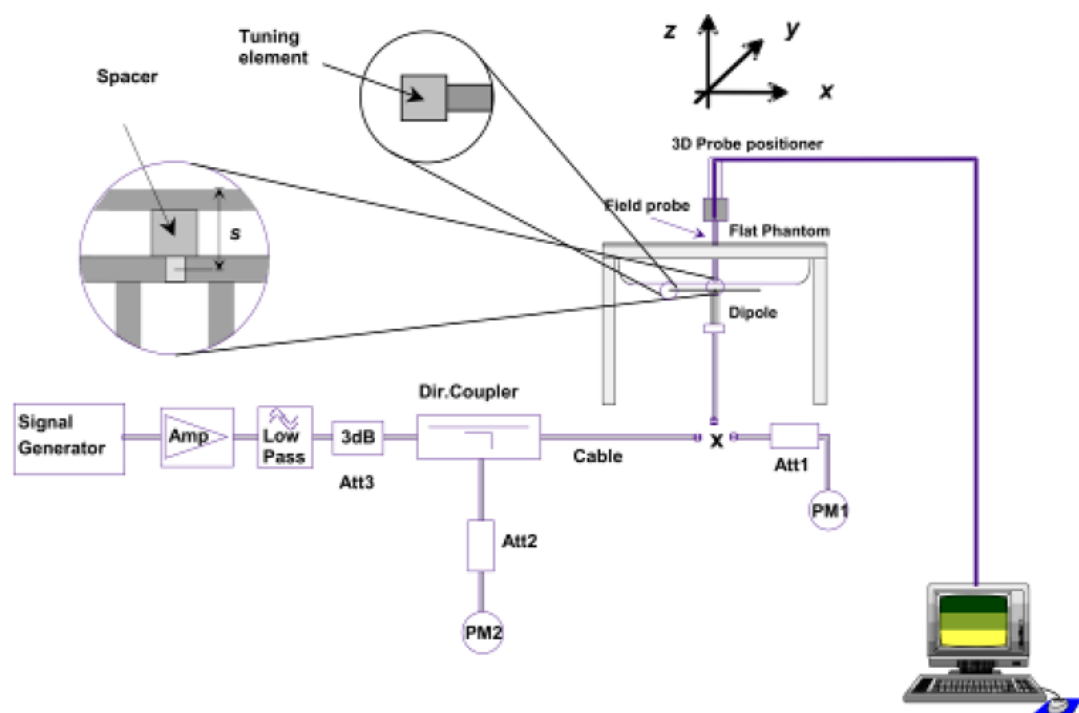 Tuning
element
Spacer
z
y
x
3D Probe positioner
Field probe
Flat Phantom
s
Dipole
Dir.Coupler
Signal
Generator
Amp
Low
Pass
3dB
Att3
Cable
x
Att1
PM1
Att2
PM2